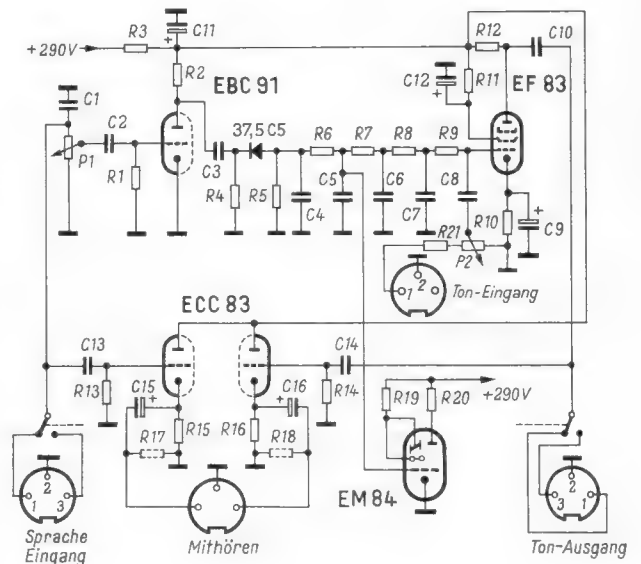 +290V
R3
C11
+
R2
EBC 91
R12
C10
C12
+
R11
EF 83
C1
P1
C2
R1
C3
37,5 C5
R4
R5
R6
R7
R8
R9
C4
C5
C6
C7
C8
R10
+
C9
R21
P2
1
2
Ton-Eingang
ECC 83
C13
R13
C15
+
R17
R15
R16
C16
+
R18
C14
R14
R19
R20
+290V
EM 84
1
2
3
Sprache
Eingang
Mithören
3
2
1
Ton-Ausgang